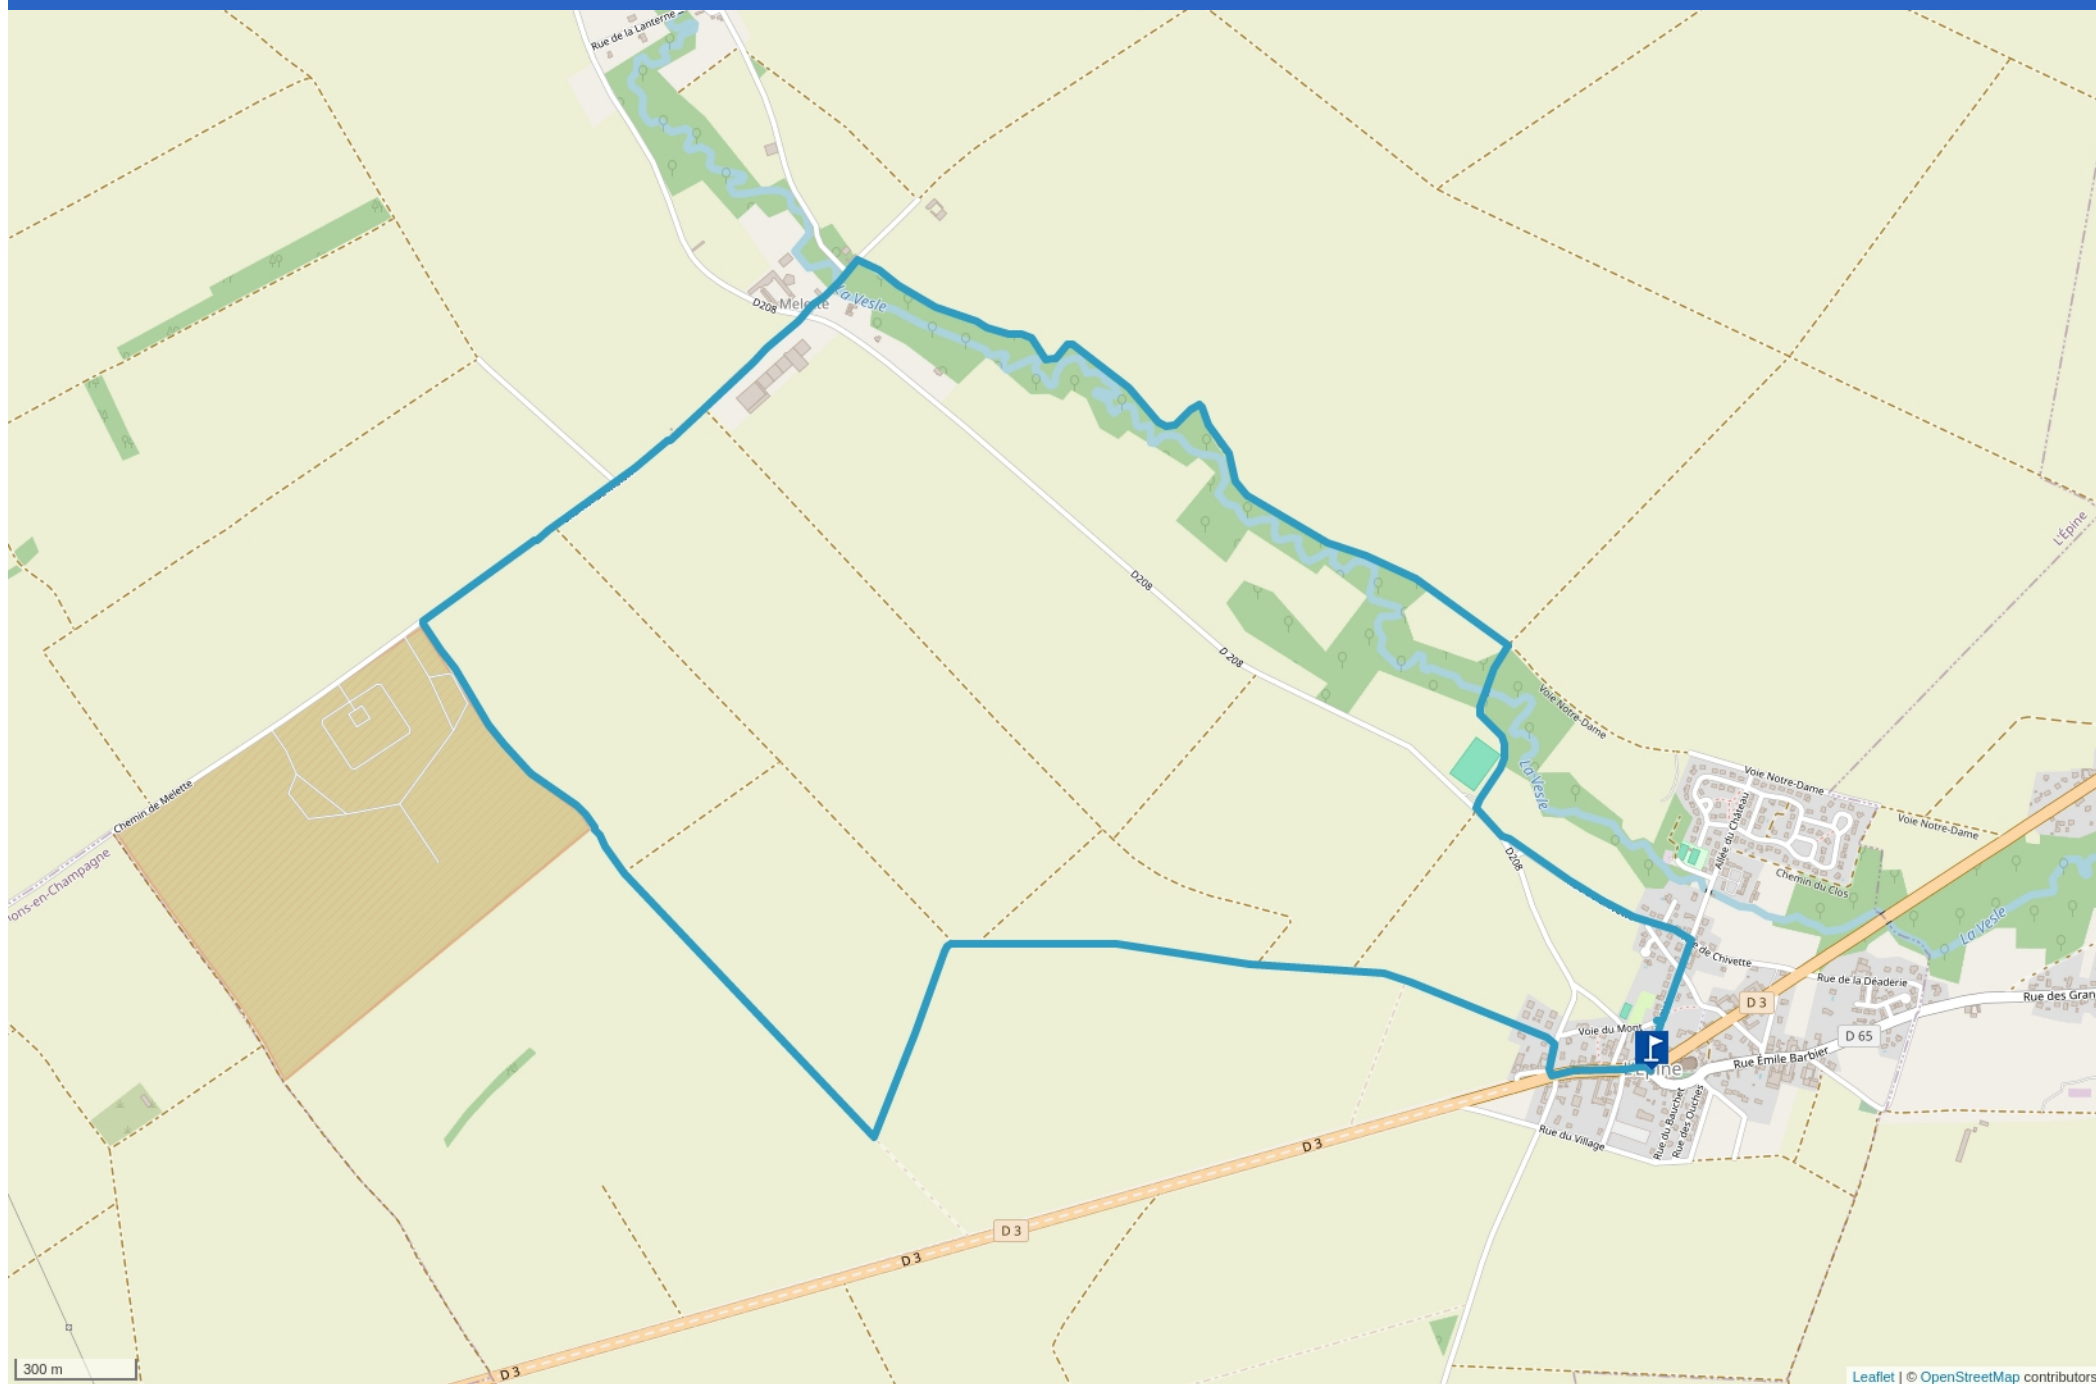 Rue de la Lanterne
La Vesle
D208
D208
D 208
L'Épine
Voie Notre-Dame
La Vesle
Voie Notre-Dame
Allée du Château
Voie Notre-Dame
Chemin de Melette
D208
Chemin du Clos
ons-en-Champagne
La Vesle
de Chivette
Rue de la Déaderie
D 3
Rue des Gran
Voie du Mont
D 65
Rue Émile Barbier
L'Épine
Rue du Village
Rue du Bauchet
Rue des Ouches
D 3
D 3
D 3
D 3
300 m
Leaflet | © OpenStreetMap contributors